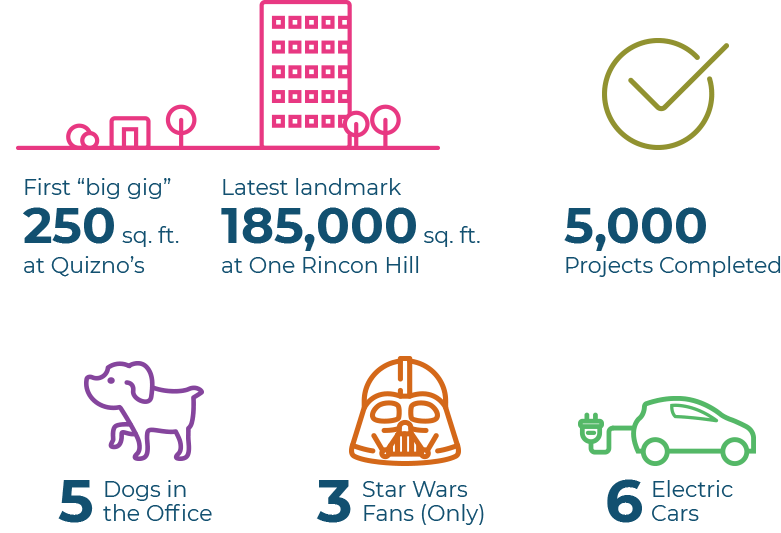 First “big gig”
250 sq. ft.
at Quizno’s
Latest landmark
185,000 sq. ft.
at One Rincon Hill
5,000
Projects Completed
5 Dogs in
the Office
3 Star Wars
Fans (Only)
6 Electric
Cars